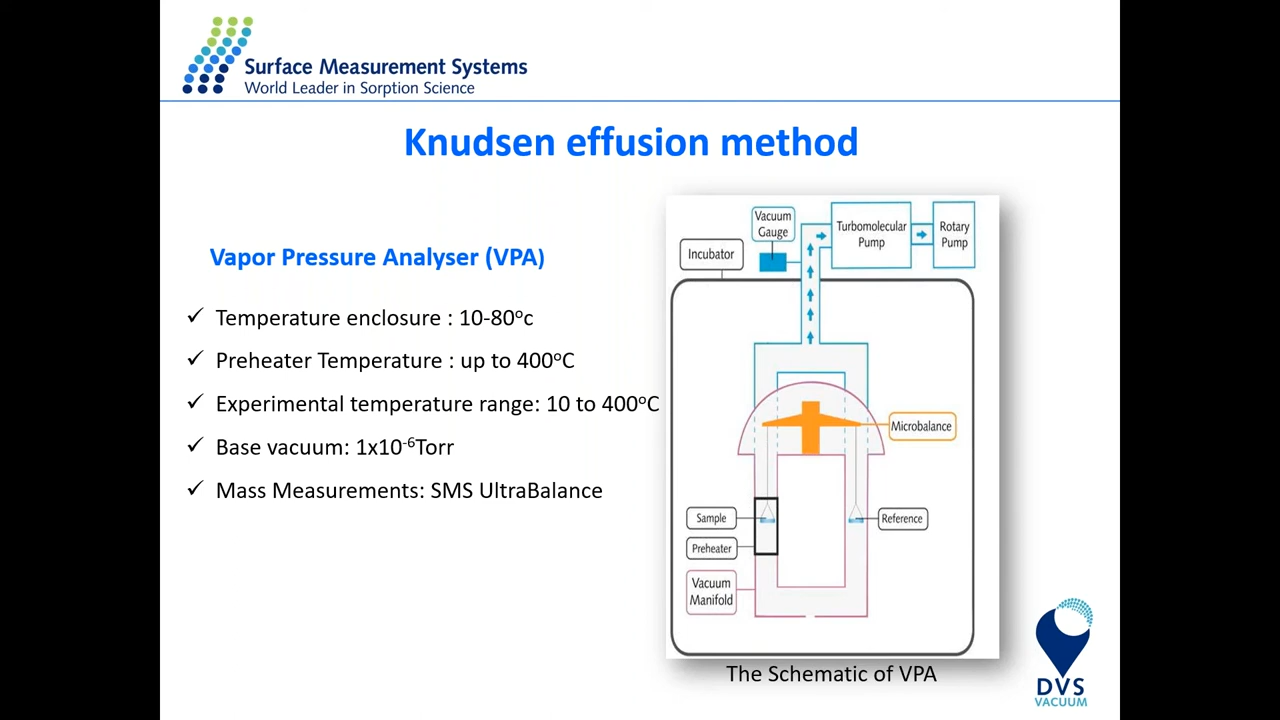 Surface Measurement Systems
World Leader in Sorption Science
Knudsen effusion method
Vapor Pressure Analyser (VPA)
✓ Temperature enclosure : 10-80ᵒc
✓ Preheater Temperature : up to 400ᵒC
✓ Experimental temperature range: 10 to 400ᵒC
✓ Base vacuum: 1x10⁻⁶Torr
✓ Mass Measurements: SMS UltraBalance
Vacuum
Gauge
Turbomolecular
Pump
Rotary
Pump
Incubator
Microbalance
Sample
Reference
Preheater
Vacuum
Manifold
The Schematic of VPA
DVS
VACUUM